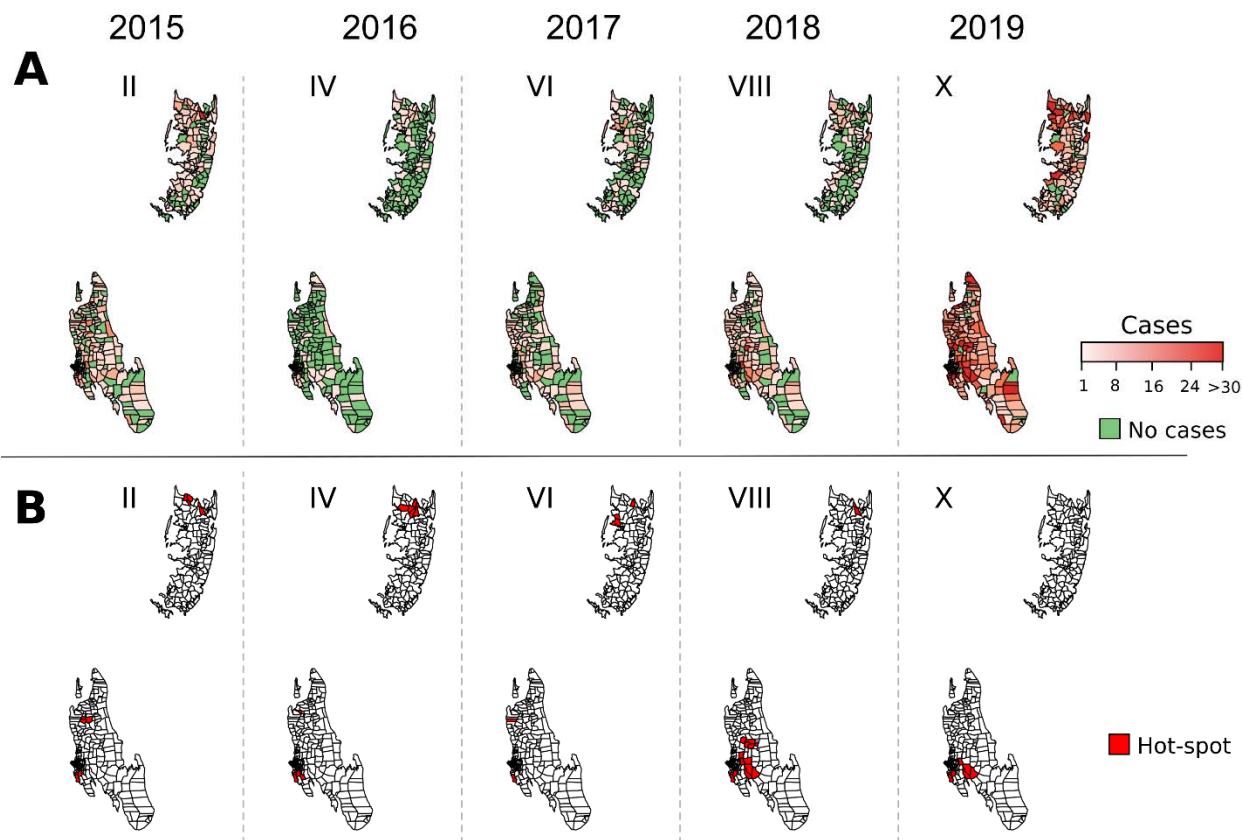 2015 2016 2017 2018 2019
A
II IV VI VIII X
Cases
1 8 16 24 >30
No cases
B
II IV VI VIII X
Hot-spot